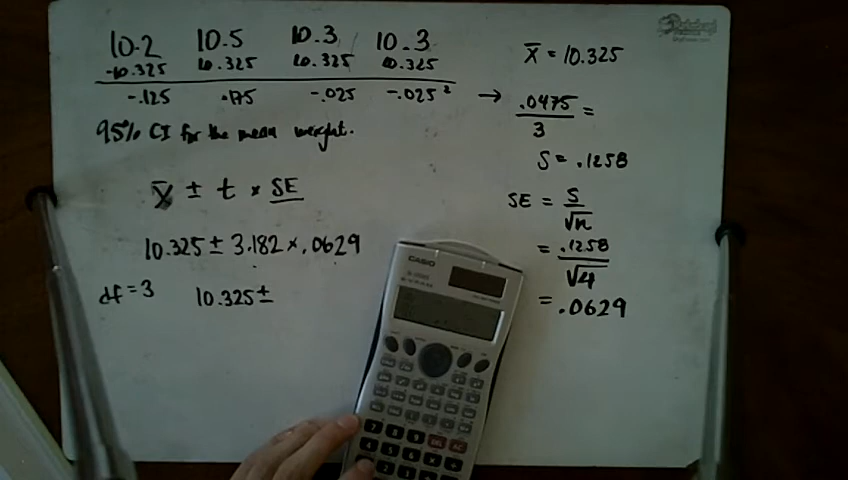 10.2 10.5 10.3 10.3
-10.325 10.325 10.325 10.325
-.125 .175 -.025 -.025²
95% CI for the mean weight.
x̄ ± t × SE
10.325 ± 3.182 × .0629
df = 3 10.325 ±
x̄ = 10.325
→ .0475 =
3
S = .1258
SE = S
√n
= .1258
√4
= .0629
CASIO